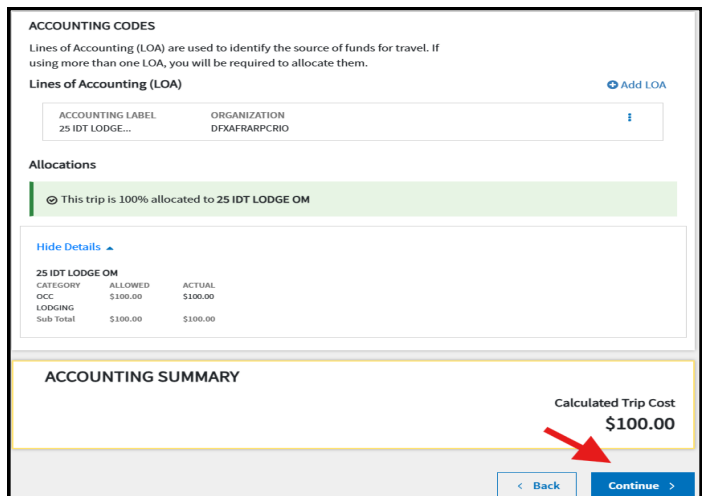 ACCOUNTING CODES
Lines of Accounting (LOA) are used to identify the source of funds for travel. If
using more than one LOA, you will be required to allocate them.
Lines of Accounting (LOA)
Add LOA
ACCOUNTING LABEL ORGANIZATION
25 IDT LODGE... DFXAFRARPCRIO
Allocations
This trip is 100% allocated to 25 IDT LODGE OM
Hide Details
25 IDT LODGE OM
CATEGORY ALLOWED ACTUAL
OCC $100.00 $100.00
LODGING
Sub Total $100.00 $100.00
ACCOUNTING SUMMARY
Calculated Trip Cost
$100.00
< Back Continue >